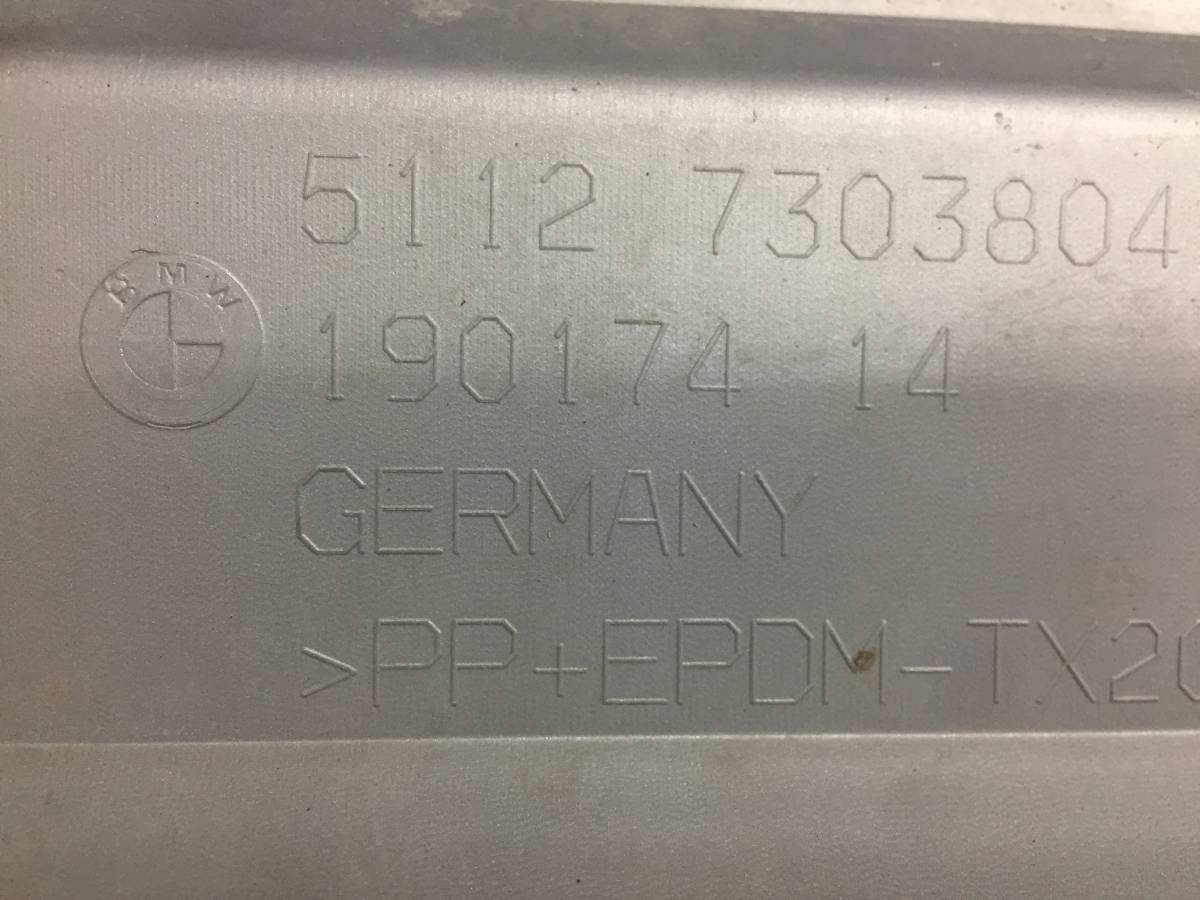 5112 7303804
BMW
190174 14
GERMANY
>PP+EPDM-TX20